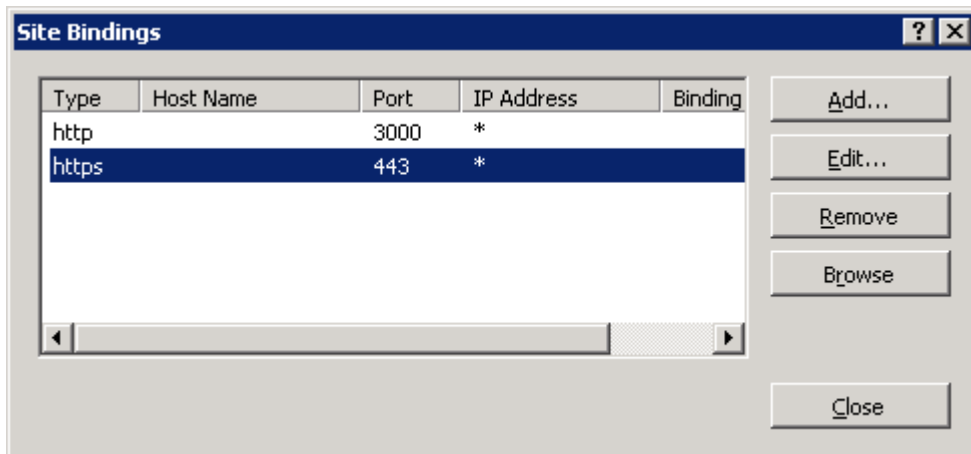 Site Bindings ? X
Type Host Name Port IP Address Binding
http 3000 *
https 443 *
Add...
Edit...
Remove
Browse
Close